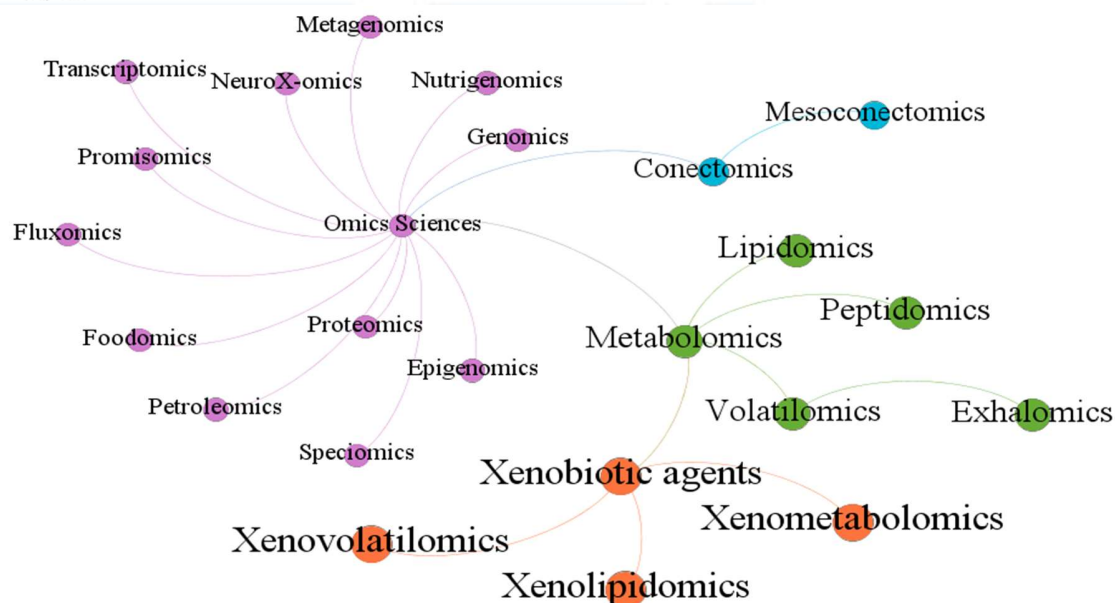 Metagenomics
Transcriptomics
NeuroX-omics
Nutrigenomics
Mesoconectomics
Genomics
Promisomics
Conectomics
Omics Sciences
Fluxomics
Lipidomics
Peptidomics
Proteomics
Foodomics
Metabolomics
Epigenomics
Petroleomics
Volatilomics
Exhalomics
Speciomics
Xenobiotic agents
Xenometabolomics
Xenovolatilomics
Xenolipidomics